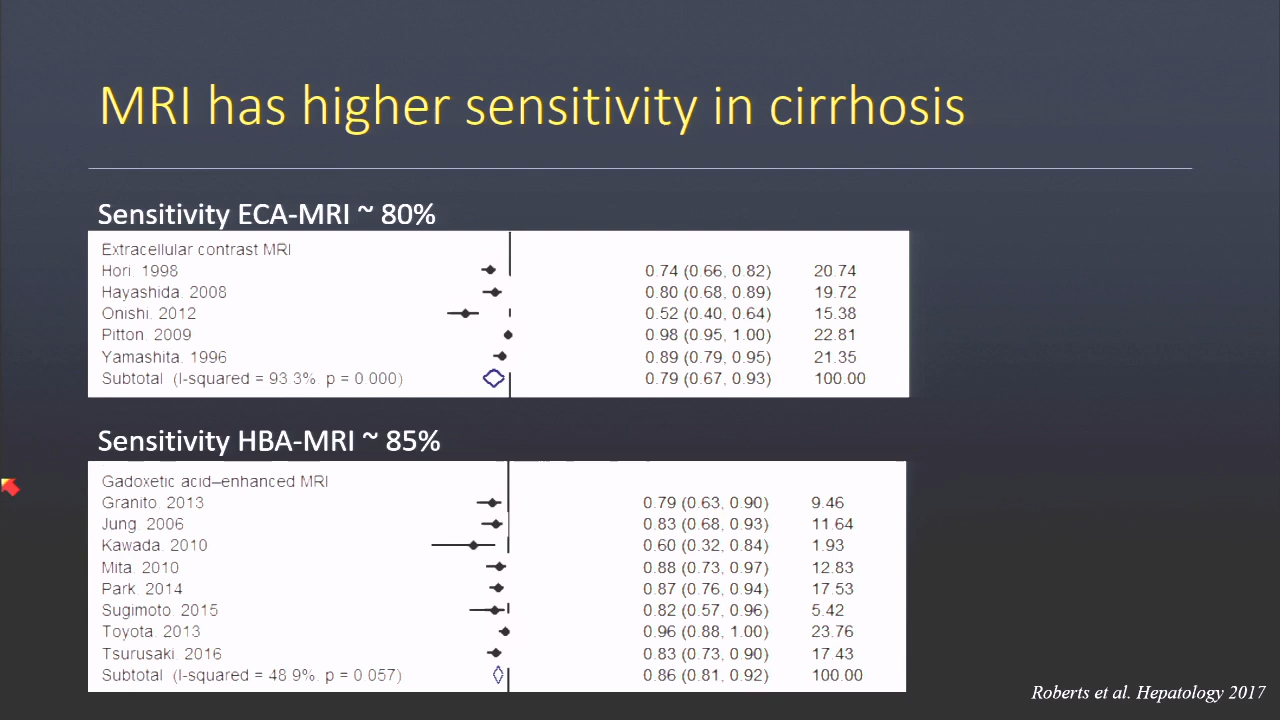 MRI has higher sensitivity in cirrhosis
Sensitivity ECA-MRI ~ 80%
Extracellular contrast MRI
Hori 1998 0.74 (0.66, 0.82) 20.74
Hayashida. 2008 0.80 (0.68, 0.89) 19.72
Onishi. 2012 0.52 (0.40, 0.64) 15.38
Pitton. 2009 0.98 (0.95, 1.00) 22.81
Yamashita. 1996 0.89 (0.79, 0.95) 21.35
Subtotal (I-squared = 93.3%. p = 0.000) 0.79 (0.67, 0.93) 100.00
Sensitivity HBA-MRI ~ 85%
Gadoxetic acid–enhanced MRI
Granito. 2013 0.79 (0.63, 0.90) 9.46
Jung. 2006 0.83 (0.68, 0.93) 11.64
Kawada. 2010 0.60 (0.32, 0.84) 1.93
Mita. 2010 0.88 (0.73, 0.97) 12.83
Park. 2014 0.87 (0.76, 0.94) 17.53
Sugimoto. 2015 0.82 (0.57, 0.96) 5.42
Toyota. 2013 0.96 (0.88, 1.00) 23.76
Tsurusaki. 2016 0.83 (0.73, 0.90) 17.43
Subtotal (I-squared = 48.9%. p = 0.057) 0.86 (0.81, 0.92) 100.00
Roberts et al. Hepatology 2017